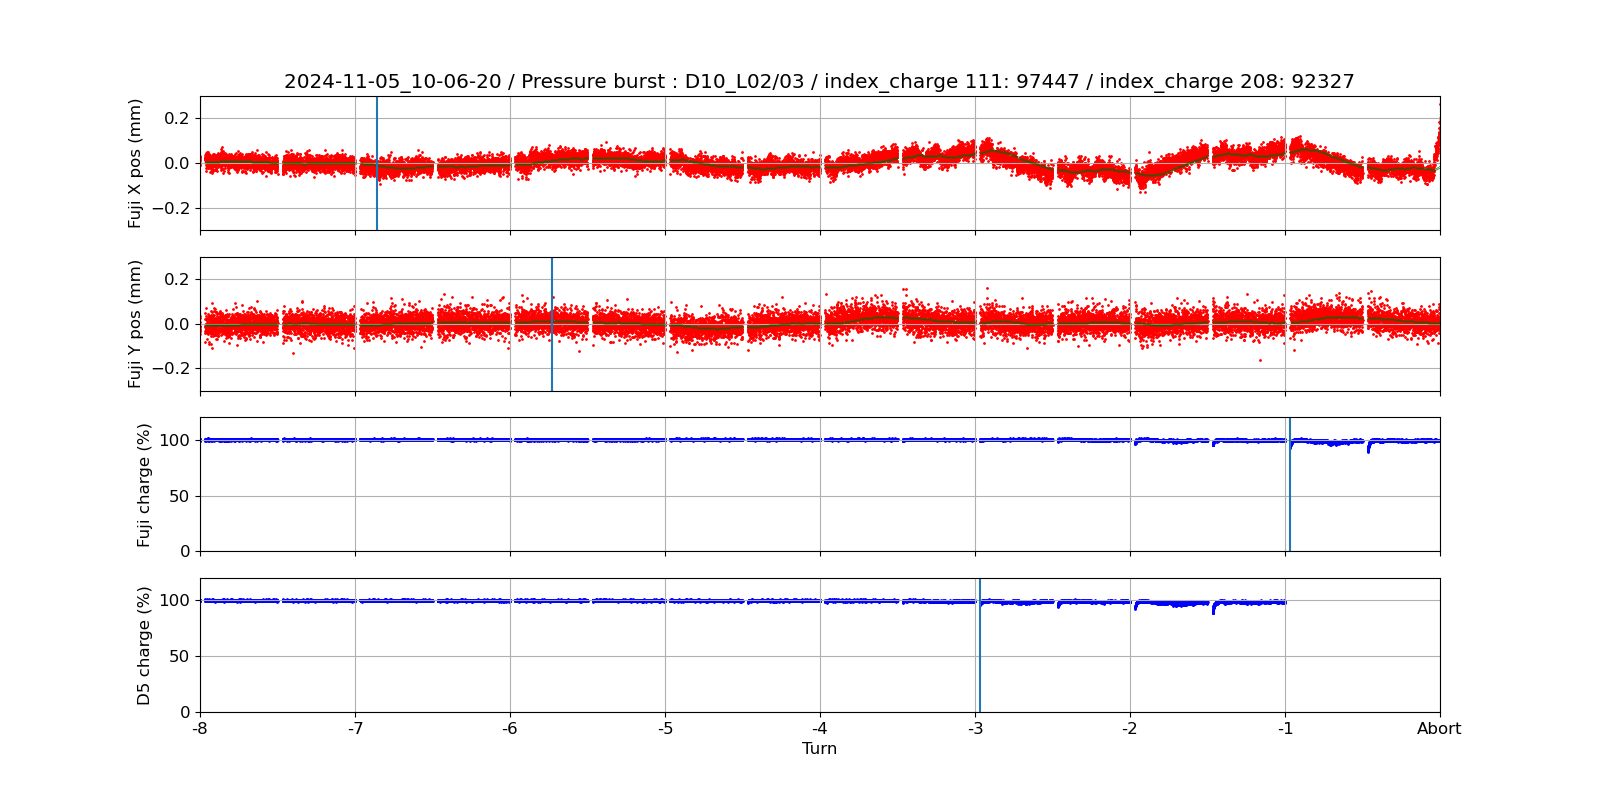 2024-11-05_10-06-20 / Pressure burst : D10_L02/03 / index_charge 111: 97447 / index_charge 208: 92327
Fuji X pos (mm)
0.2
0.0
−0.2
Fuji Y pos (mm)
0.2
0.0
−0.2
Fuji charge (%)
100
50
0
D5 charge (%)
100
50
0
-8 -7 -6 -5 -4 -3 -2 -1 Abort
Turn